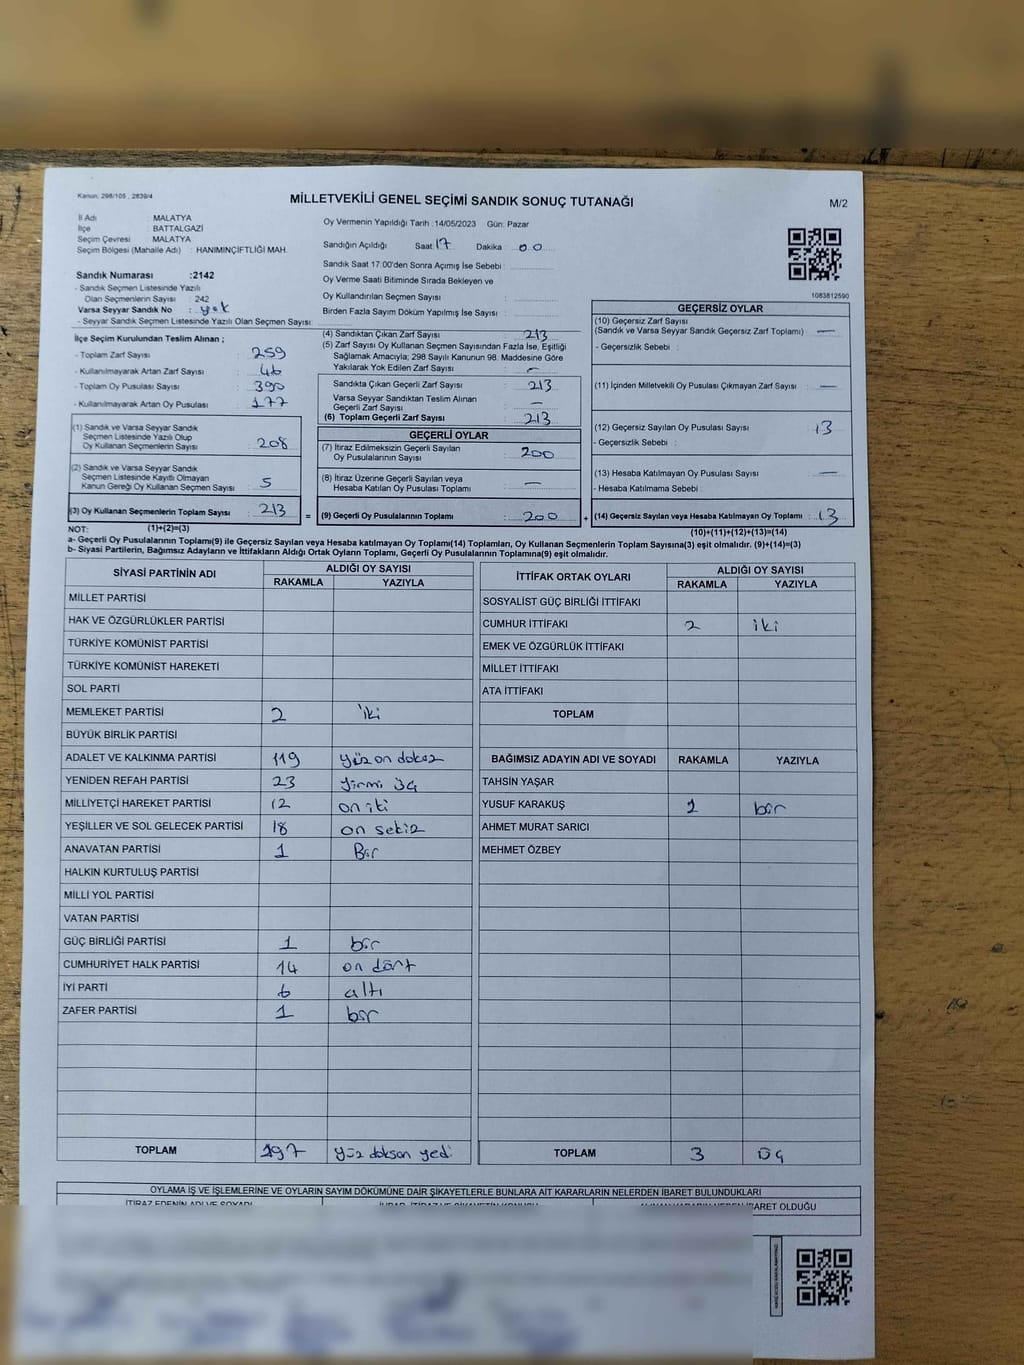 Kanun: 298/105 , 2839/4
MİLLETVEKİLİ GENEL SEÇİMİ SANDIK SONUÇ TUTANAĞI
M/2
İl Adı : MALATYA
İlçe : BATTALGAZİ
Seçim Çevresi : MALATYA
Seçim Bölgesi (Mahalle Adı) : HANIMINÇİFTLİĞİ MAH.
Oy Vermenin Yapıldığı Tarih :14/05/2023 Gün: Pazar
Sandığın Açıldığı Saat 17 Dakika : 00
Sandık Saat 17:00'den Sonra Açımış İse Sebebi :
Oy Verme Saati Bitiminde Sırada Bekleyen ve
Oy Kullandırılan Seçmen Sayısı :
Birden Fazla Sayım Döküm Yapılmış İse Sayısı :
1083812590
Sandık Numarası :2142
- Sandık Seçmen Listesinde Yazılı
Olan Seçmenlerin Sayısı : 242
Varsa Seyyar Sandık No : yok
- Seyyar Sandık Seçmen Listesinde Yazılı Olan Seçmen Sayısı:
İlçe Seçim Kurulundan Teslim Alınan ;
- Toplam Zarf Sayısı : 259
- Kullanılmayarak Artan Zarf Sayısı : 46
- Toplam Oy Pusulası Sayısı : 390
- Kullanılmayarak Artan Oy Pusulası : 177
(1) Sandık ve Varsa Seyyar Sandık
Seçmen Listesinde Yazılı Olup
Oy Kullanan Seçmenlerin Sayısı : 208
(2) Sandık ve Varsa Seyyar Sandık
Seçmen Listesinde Kayıtlı Olmayan
Kanun Gereği Oy Kullanan Seçmen Sayısı : 5
(3) Oy Kullanan Seçmenlerin Toplam Sayısı : 213
(1)+(2)=(3)
(4) Sandıktan Çıkan Zarf Sayısı : 213
(5) Zarf Sayısı Oy Kullanan Seçmen Sayısından Fazla İse, Eşitliği
Sağlamak Amacıyla; 298 Sayılı Kanunun 98. Maddesine Göre
Yakılarak Yok Edilen Zarf Sayısı : -
Sandıkta Çıkan Geçerli Zarf Sayısı : 213
Varsa Seyyar Sandıktan Teslim Alınan
Geçerli Zarf Sayısı : -
(6) Toplam Geçerli Zarf Sayısı : 213
GEÇERLİ OYLAR
(7) İtiraz Edilmeksizin Geçerli Sayılan
Oy Pusulalarının Sayısı : 200
(8) İtiraz Üzerine Geçerli Sayılan veya
Hesaba Katılan Oy Pusulası Toplamı : -
= (9) Geçerli Oy Pusulalarının Toplamı : 200 +
GEÇERSİZ OYLAR
(10) Geçersiz Zarf Sayısı
(Sandık ve Varsa Seyyar Sandık Geçersiz Zarf Toplamı) : -
- Geçersizlik Sebebi :
(11) İçinden Milletvekili Oy Pusulası Çıkmayan Zarf Sayısı : -
(12) Geçersiz Sayılan Oy Pusulası Sayısı : 13
- Geçersizlik Sebebi :
(13) Hesaba Katılmayan Oy Pusulası Sayısı : -
- Hesaba Katılmama Sebebi :
(14) Geçersiz Sayılan veya Hesaba Katılmayan Oy Toplamı : 13
(10)+(11)+(12)+(13)=(14)
NOT:
a- Geçerli Oy Pusulalarının Toplamı(9) ile Geçersiz Sayılan veya Hesaba katılmayan Oy Toplamı(14) Toplamları, Oy Kullanan Seçmenlerin Toplam Sayısına(3) eşit olmalıdır. (9)+(14)=(3)
b- Siyasi Partilerin, Bağımsız Adayların ve İttifakların Aldığı Ortak Oyların Toplamı, Geçerli Oy Pusulalarının Toplamına(9) eşit olmalıdır.
SİYASİ PARTİNİN ADI ALDIĞI OY SAYISI
RAKAMLA YAZIYLA
MİLLET PARTİSİ
HAK VE ÖZGÜRLÜKLER PARTİSİ
TÜRKİYE KOMÜNİST PARTİSİ
TÜRKİYE KOMÜNİST HAREKETİ
SOL PARTİ
MEMLEKET PARTİSİ 2 iki
BÜYÜK BİRLİK PARTİSİ
ADALET VE KALKINMA PARTİSİ 119 yüz on dokuz
YENİDEN REFAH PARTİSİ 23 yirmi üç
MİLLİYETÇİ HAREKET PARTİSİ 12 on iki
YEŞİLLER VE SOL GELECEK PARTİSİ 18 on sekiz
ANAVATAN PARTİSİ 1 Bir
HALKIN KURTULUŞ PARTİSİ
MİLLİ YOL PARTİSİ
VATAN PARTİSİ
GÜÇ BİRLİĞİ PARTİSİ 1 bir
CUMHURİYET HALK PARTİSİ 14 on dört
İYİ PARTİ 6 altı
ZAFER PARTİSİ 1 bir
TOPLAM 197 yüz doksan yedi
İTTİFAK ORTAK OYLARI ALDIĞI OY SAYISI
RAKAMLA YAZIYLA
SOSYALİST GÜÇ BİRLİĞİ İTTİFAKI
CUMHUR İTTİFAKI 2 iki
EMEK VE ÖZGÜRLÜK İTTİFAKI
MİLLET İTTİFAKI
ATA İTTİFAKI
TOPLAM
BAĞIMSIZ ADAYIN ADI VE SOYADI RAKAMLA YAZIYLA
TAHSİN YAŞAR
YUSUF KARAKUŞ 1 bir
AHMET MURAT SARICI
MEHMET ÖZBEY
TOPLAM 3 üç
OYLAMA İŞ VE İŞLEMLERİNE VE OYLARIN SAYIM DÖKÜMÜNE DAİR ŞİKAYETLERLE BUNLARA AİT KARARLARIN NELERDEN İBARET BULUNDUKLARI
İTİRAZ EDENİN ADI VE SOYADI
İBARET OLDUĞU